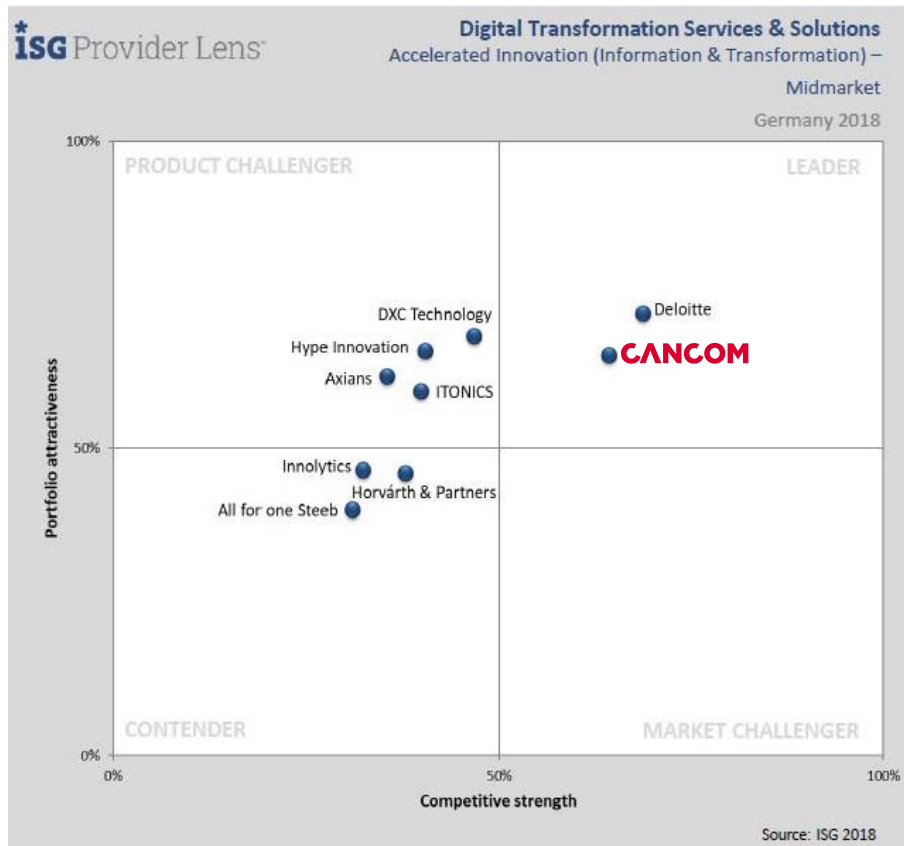 ISG Provider Lens™
Digital Transformation Services & Solutions
Accelerated Innovation (Information & Transformation) –
Midmarket
Germany 2018
100%
PRODUCT CHALLENGER
LEADER
DXC Technology
Deloitte
Hype Innovation
CANCOM
Axians
ITONICS
Portfolio attractiveness
50%
Innolytics
Horvárth & Partners
All for one Steeb
CONTENDER
MARKET CHALLENGER
0%
0%
50%
100%
Competitive strength
Source: ISG 2018